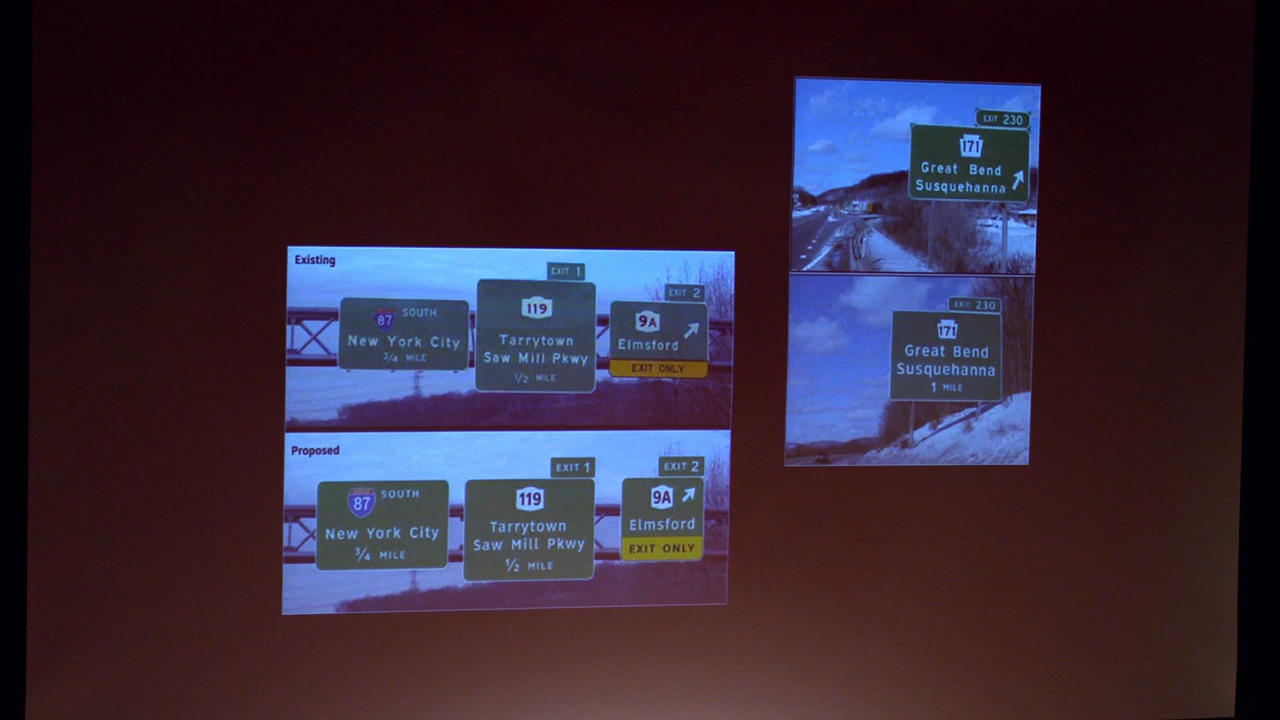 Existing
EXIT 1
EXIT 2
87 SOUTH
New York City
3/4 MILE
119
Tarrytown
Saw Mill Pkwy
1/2 MILE
9A
Elmsford
EXIT ONLY
Proposed
EXIT 1
EXIT 2
87 SOUTH
New York City
3/4 MILE
119
Tarrytown
Saw Mill Pkwy
1/2 MILE
9A
Elmsford
EXIT ONLY
EXIT 230
171
Great Bend
Susquehanna
EXIT 230
171
Great Bend
Susquehanna
1 MILE